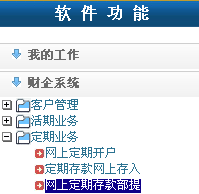 软件功能
我的工作
财企系统
客户管理
活期业务
定期业务
网上定期开户
定期存款网上存入
网上定期存款部提